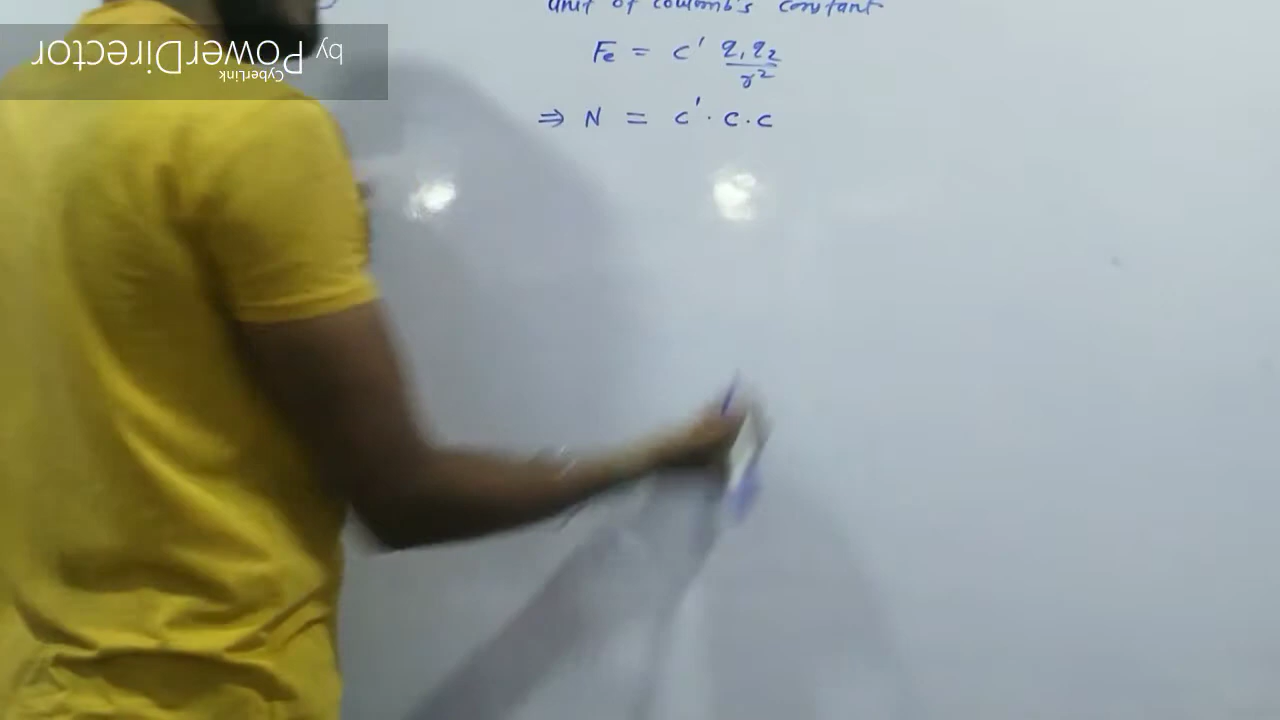 unit of coulomb's constant
Fe = c' q₁q₂/r²
⇒ N = c' . c . c
by PowerDirector
CyberLink